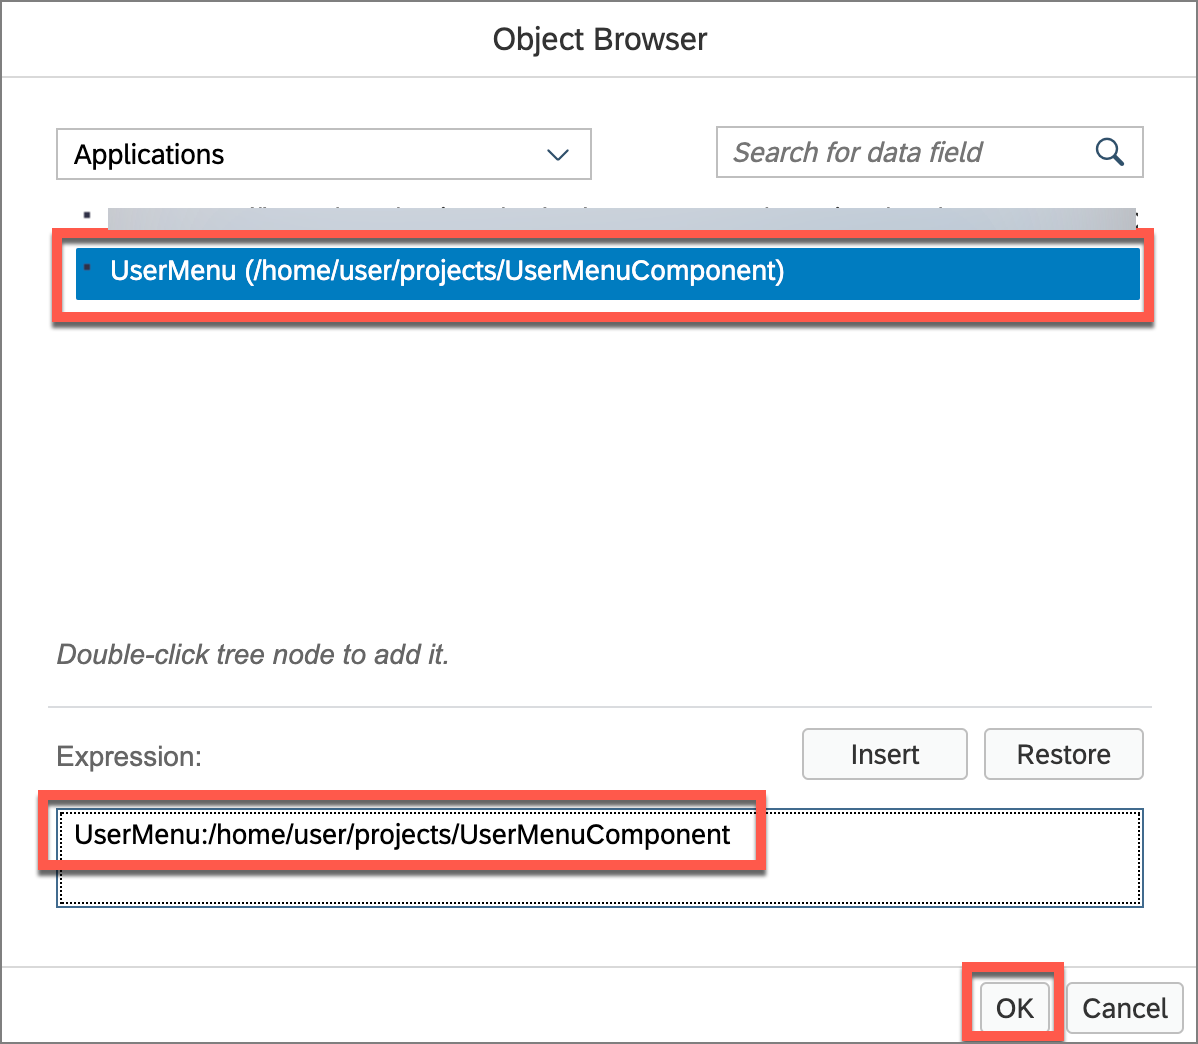 Object Browser
Applications
Search for data field
UserMenu (/home/user/projects/UserMenuComponent)
Double-click tree node to add it.
Expression:
Insert
Restore
UserMenu:/home/user/projects/UserMenuComponent
OK
Cancel